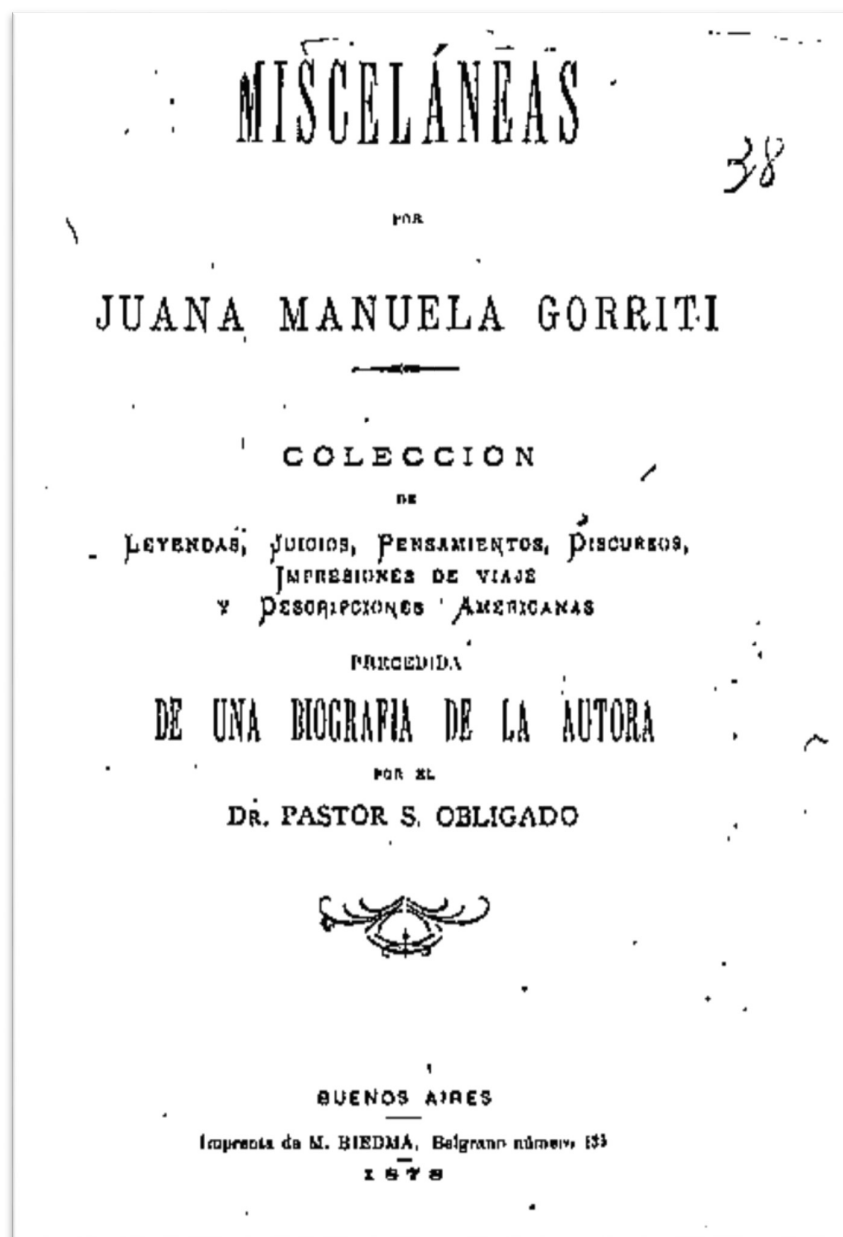 MISCELÁNEAS
38
POR
JUANA MANUELA GORRITI
COLECCION
DE
LEYENDAS, JUICIOS, PENSAMIENTOS, DISCURSOS,
IMPRESIONES DE VIAJE
Y DESCRIPCIONES AMERICANAS
PRECEDIDA
DE UNA BIOGRAFIA DE LA AUTORA
POR EL
DR. PASTOR S. OBLIGADO
BUENOS AIRES
Imprenta de M. BIEDMA, Belgrano número
1878